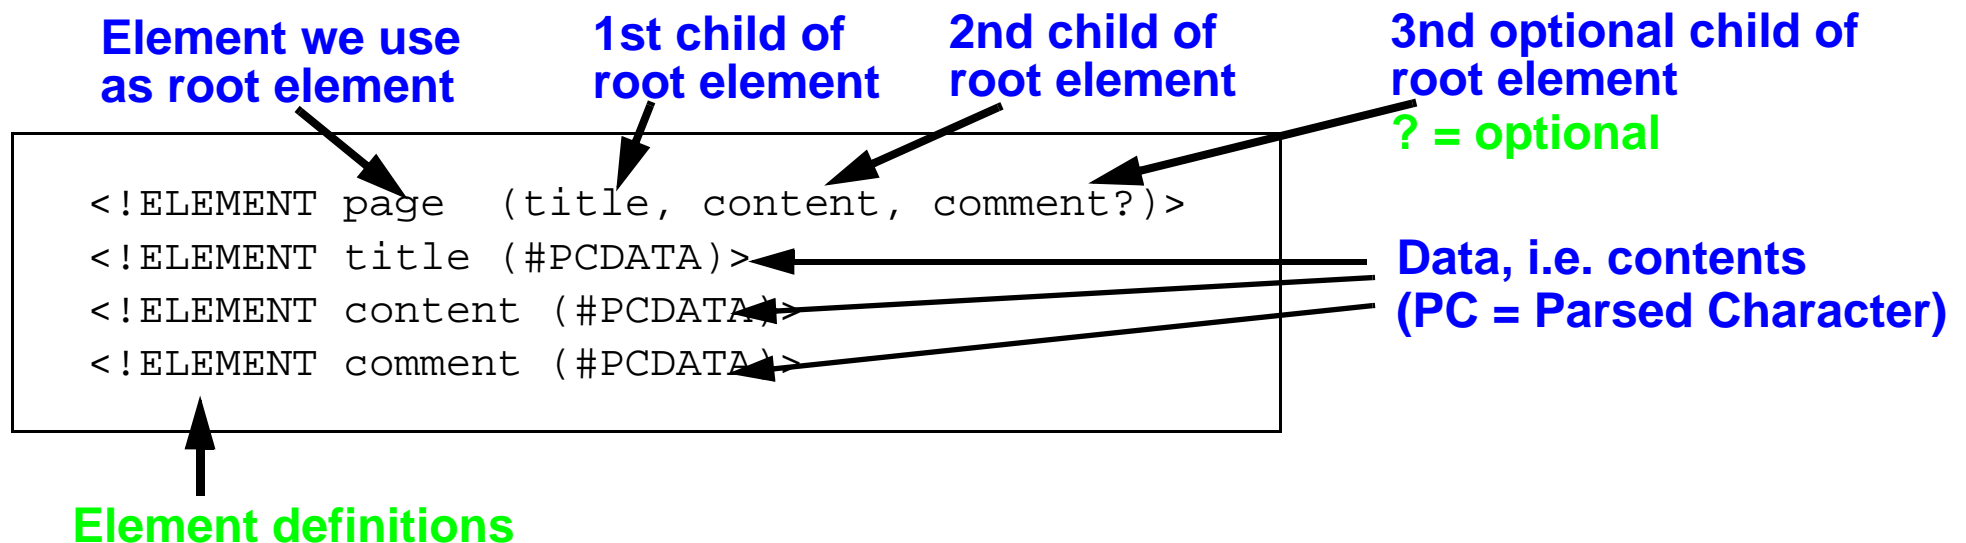 Element we use
as root element
1st child of
root element
2nd child of
root element
3nd optional child of
root element
? = optional
<!ELEMENT page  (title, content, comment?)>
<!ELEMENT title (#PCDATA)>
<!ELEMENT content (#PCDATA)>
<!ELEMENT comment (#PCDATA)>
Data, i.e. contents
(PC = Parsed Character)
Element definitions